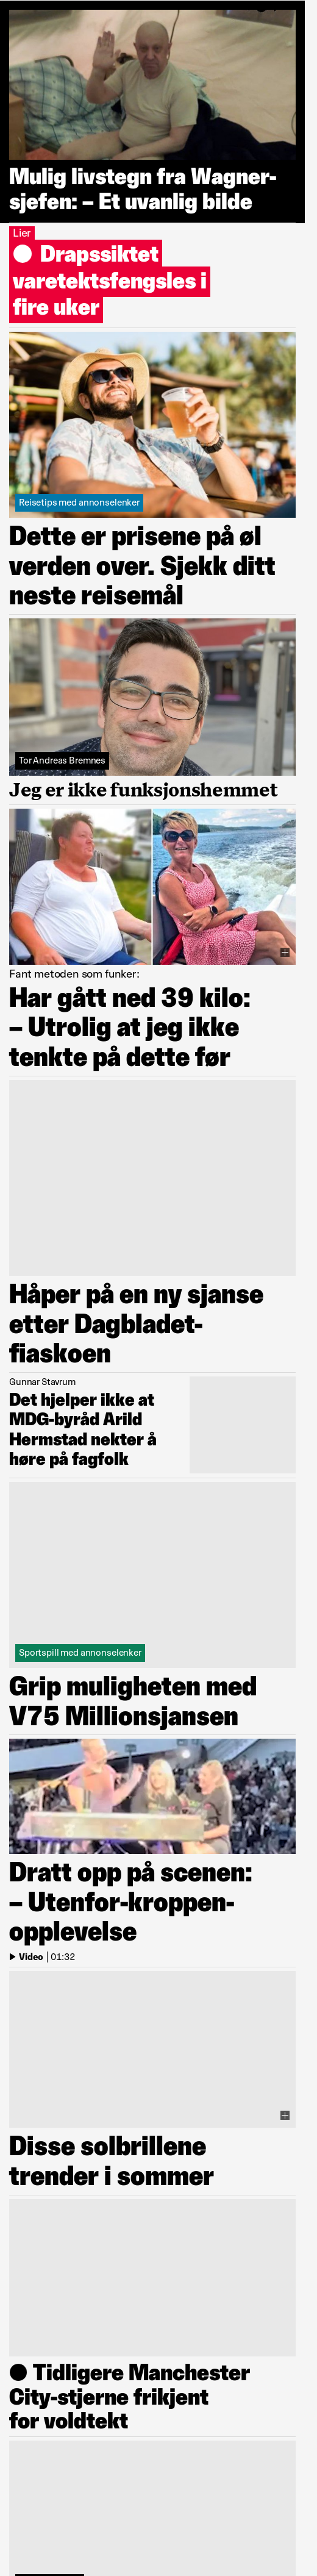 Mulig livstegn fra Wagner-
sjefen: – Et uvanlig bilde
Lier
Drapssiktet
varetektsfengsles i
fire uker
Reisetips med annonselenker
Dette er prisene på øl
verden over. Sjekk ditt
neste reisemål
Tor Andreas Bremnes
Jeg er ikke funksjonshemmet
Fant metoden som funker:
Har gått ned 39 kilo:
– Utrolig at jeg ikke
tenkte på dette før
Håper på en ny sjanse
etter Dagbladet-
fiaskoen
Gunnar Stavrum
Det hjelper ikke at
MDG-byråd Arild
Hermstad nekter å
høre på fagfolk
Sportspill med annonselenker
Grip muligheten med
V75 Millionsjansen
Dratt opp på scenen:
– Utenfor-kroppen-
opplevelse
Video | 01:32
Disse solbrillene
trender i sommer
Tidligere Manchester
City-stjerne frikjent
for voldtekt